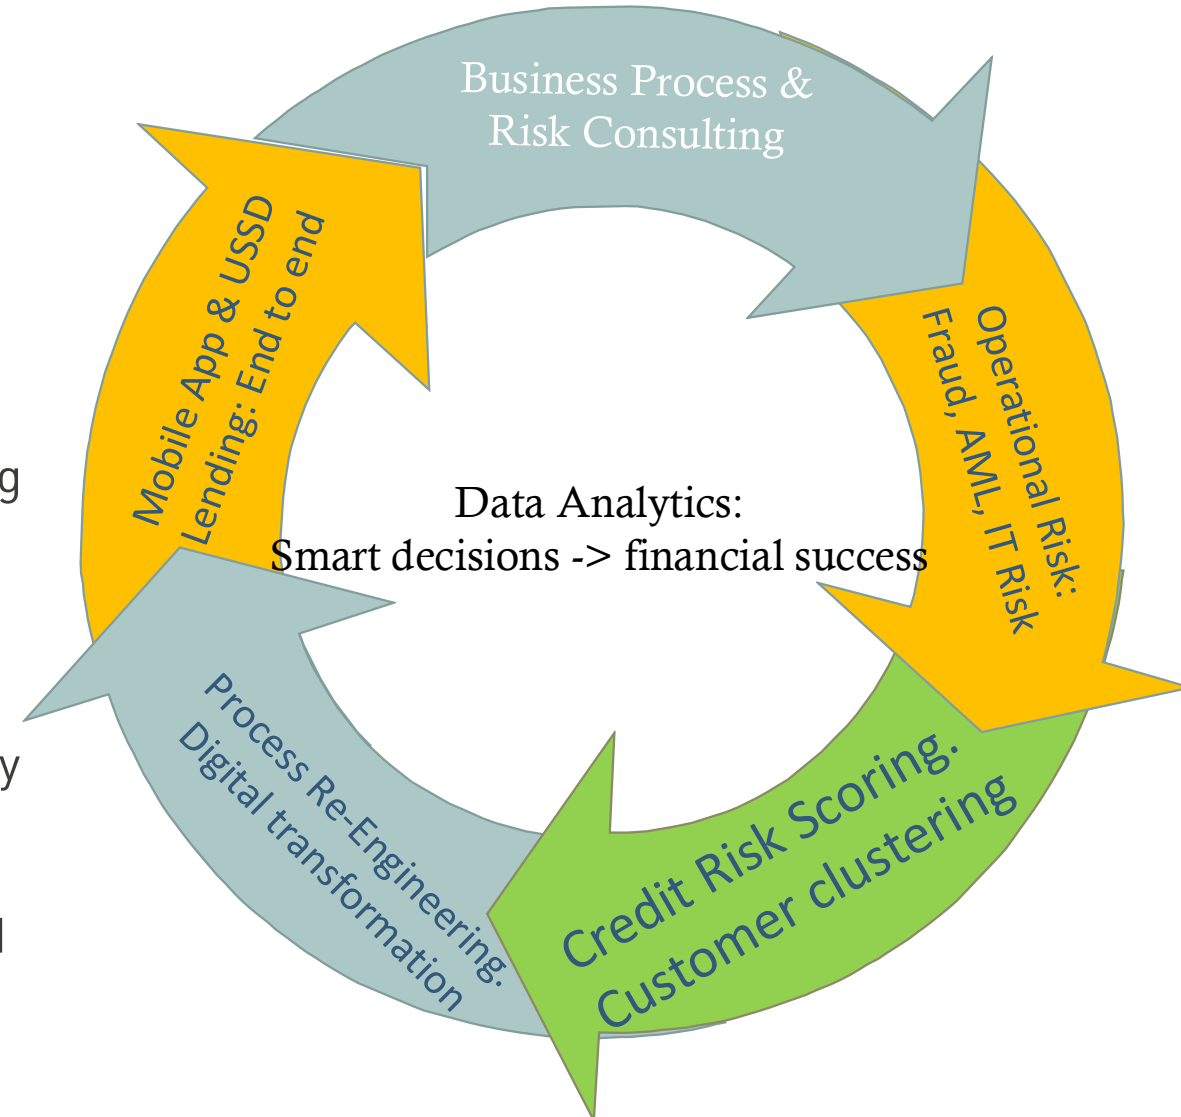 Business Process &
Risk Consulting
Operational Risk:
Fraud, AML, IT Risk
Credit Risk Scoring.
Customer clustering
Process Re-Engineering.
Digital transformation
Mobile App & USSD
Lending: End to end
Data Analytics:
Smart decisions -> financial success
g
y